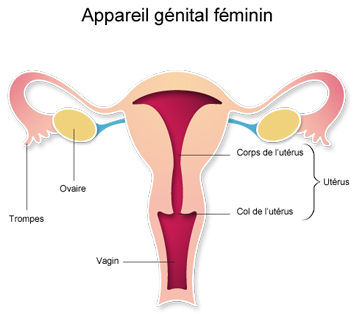 Appareil génital féminin
Corps de l'utérus
Utérus
Ovaire
Col de l'utérus
Trompes
Vagin